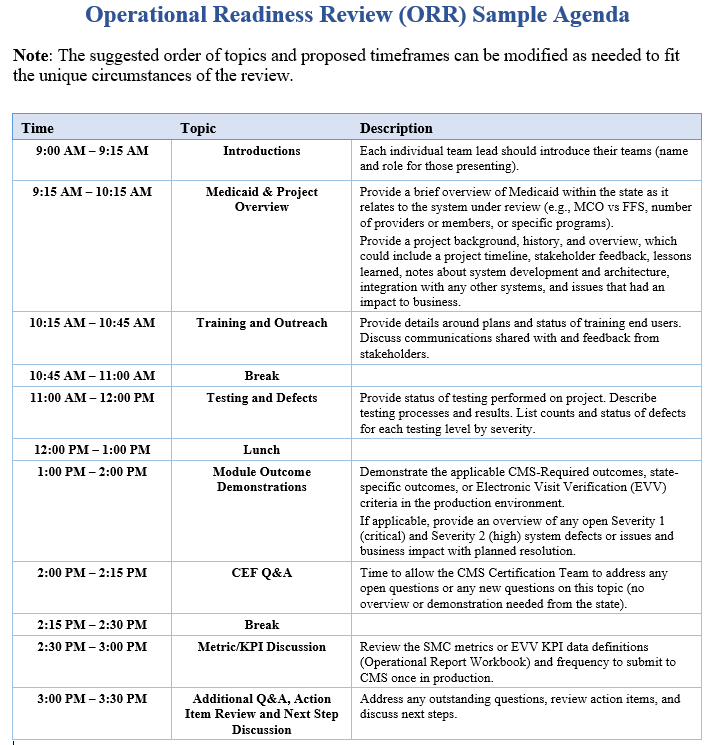 Operational Readiness Review (ORR) Sample Agenda
Note: The suggested order of topics and proposed timeframes can be modified as needed to fit
the unique circumstances of the review.
Time Topic Description
9:00 AM – 9:15 AM Introductions Each individual team lead should introduce their teams (name
and role for those presenting).
9:15 AM – 10:15 AM Medicaid & Project Provide a brief overview of Medicaid within the state as it
Overview relates to the system under review (e.g., MCO vs FFS, number
of providers or members, or specific programs).
Provide a project background, history, and overview, which
could include a project timeline, stakeholder feedback, lessons
learned, notes about system development and architecture,
integration with any other systems, and issues that had an
impact to business.
10:15 AM – 10:45 AM Training and Outreach Provide details around plans and status of training end users.
Discuss communications shared with and feedback from
stakeholders.
10:45 AM – 11:00 AM Break
11:00 AM – 12:00 PM Testing and Defects Provide status of testing performed on project. Describe
testing processes and results. List counts and status of defects
for each testing level by severity.
12:00 PM – 1:00 PM Lunch
1:00 PM – 2:00 PM Module Outcome Demonstrate the applicable CMS-Required outcomes, state-
Demonstrations specific outcomes, or Electronic Visit Verification (EVV)
criteria in the production environment.
If applicable, provide an overview of any open Severity 1
(critical) and Severity 2 (high) system defects or issues and
business impact with planned resolution.
2:00 PM – 2:15 PM CEF Q&A Time to allow the CMS Certification Team to address any
open questions or any new questions on this topic (no
overview or demonstration needed from the state).
2:15 PM – 2:30 PM Break
2:30 PM – 3:00 PM Metric/KPI Discussion Review the SMC metrics or EVV KPI data definitions
(Operational Report Workbook) and frequency to submit to
CMS once in production.
3:00 PM – 3:30 PM Additional Q&A, Action Address any outstanding questions, review action items, and
Item Review and Next Step discuss next steps.
Discussion